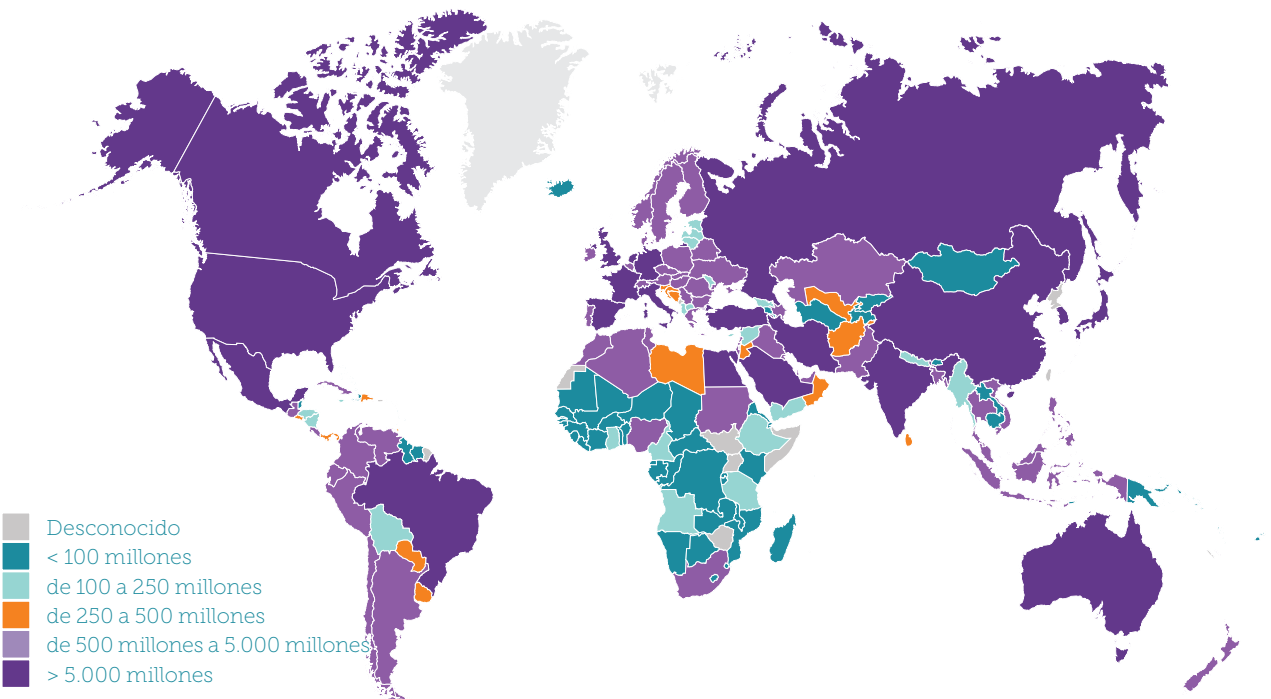 Desconocido
< 100 millones
de 100 a 250 millones
de 250 a 500 millones
de 500 millones a 5.000 millones
> 5.000 millones